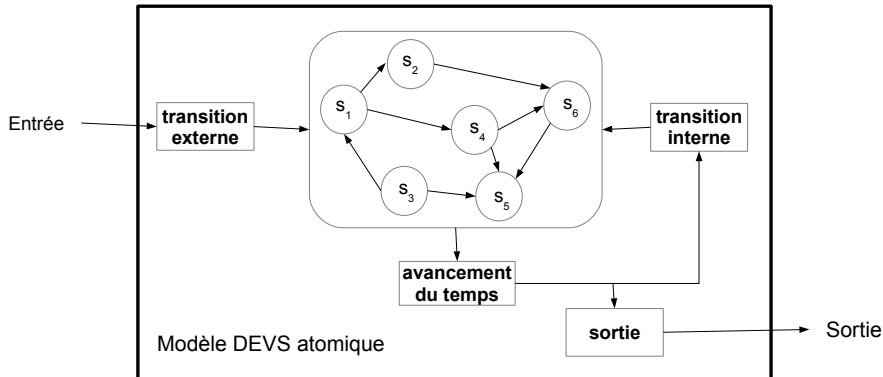 Entrée
transition
externe
s1
s2
s3
s4
s5
s6
transition
interne
avancement
du temps
sortie
Sortie
Modèle DEVS atomique